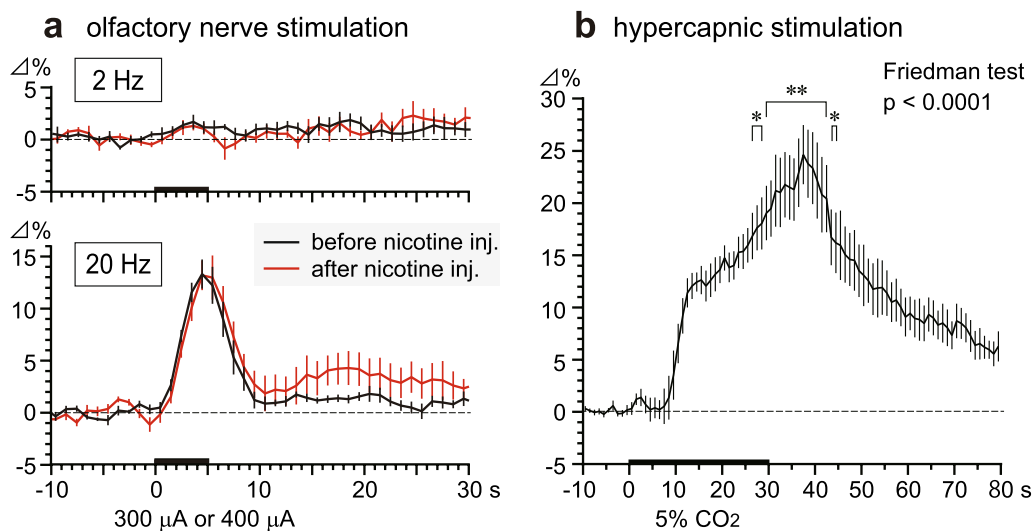 a olfactory nerve stimulation
⊿%
2 Hz
5
0
-5
⊿%
20 Hz
before nicotine inj.
after nicotine inj.
15
10
5
0
-5
-10 0 10 20 30 s
300 µA or 400 µA
b hypercapnic stimulation
⊿%
Friedman test
p < 0.0001
**
* *
30
25
20
15
10
5
0
-5
-10 0 10 20 30 40 50 60 70 80 s
5% CO2